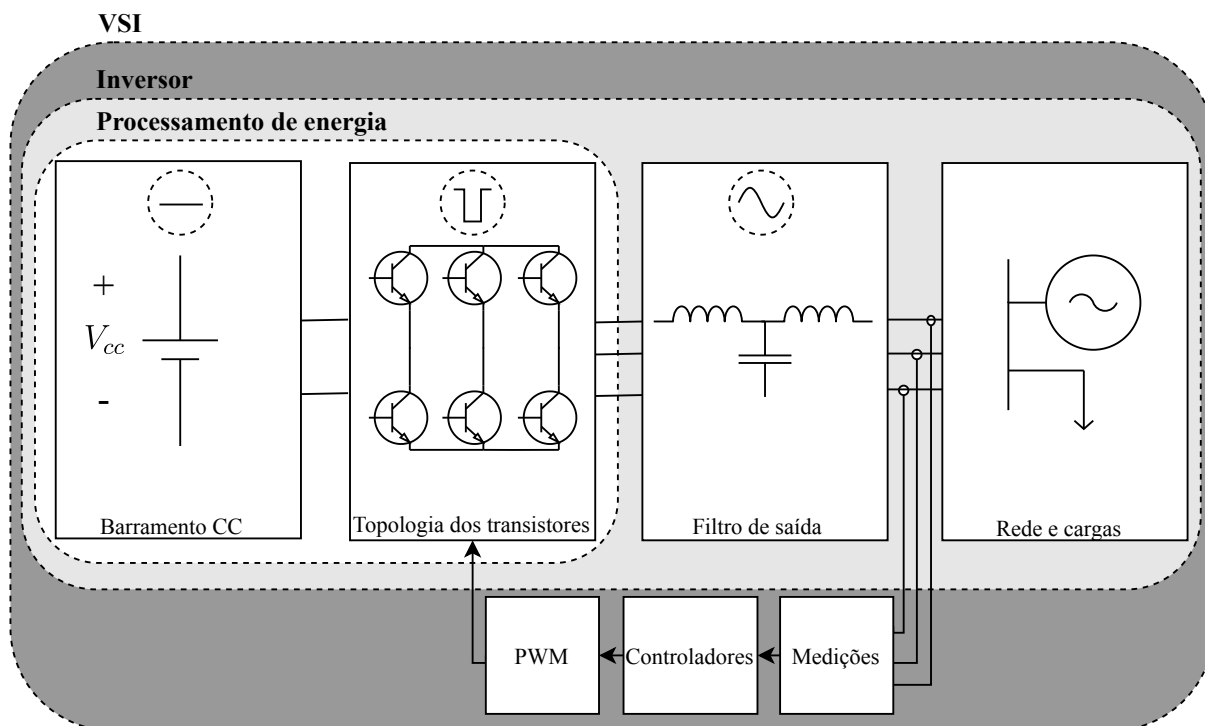 VSI
Inversor
Processamento de energia
+
Vcc
-
Barramento CC
Topologia dos transistores
Filtro de saída
Rede e cargas
PWM
Controladores
Medições